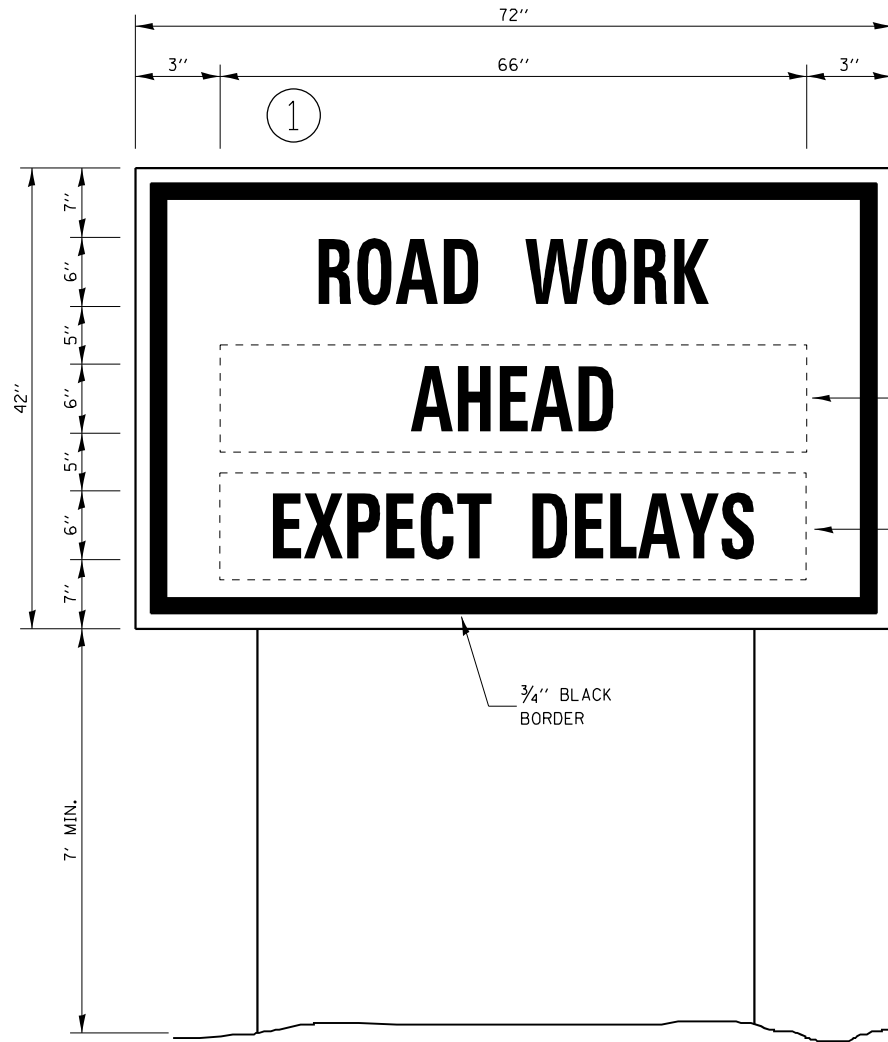 72''
3'' 66'' 3''
1
7''
6''
5''
6''
5''
6''
7''
42''
ROAD WORK
AHEAD
EXPECT DELAYS
3/4'' BLACK
BORDER
7' MIN.